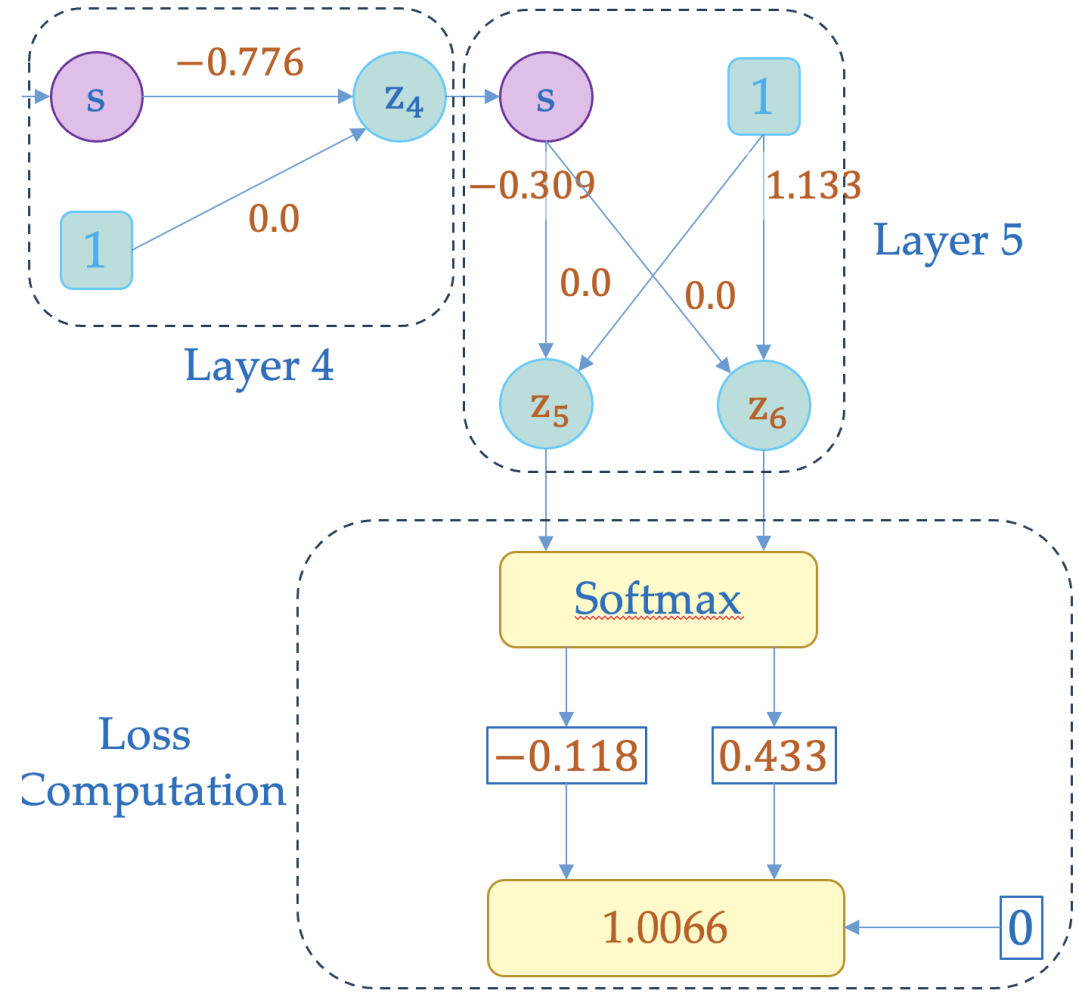 −0.776
s
z4
s
1
−0.309
1.133
1
0.0
Layer 5
0.0
0.0
Layer 4
z5
z6
Softmax
Loss
Computation
−0.118
0.433
1.0066
0